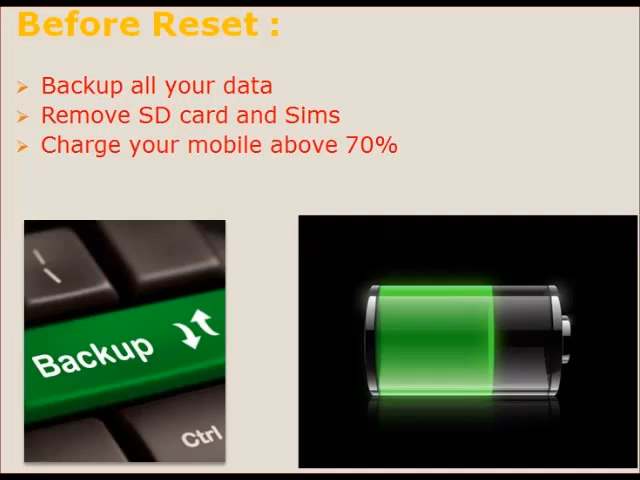 Before Reset :
Backup all your data
Remove SD card and Sims
Charge your mobile above 70%
Backup
Ctrl